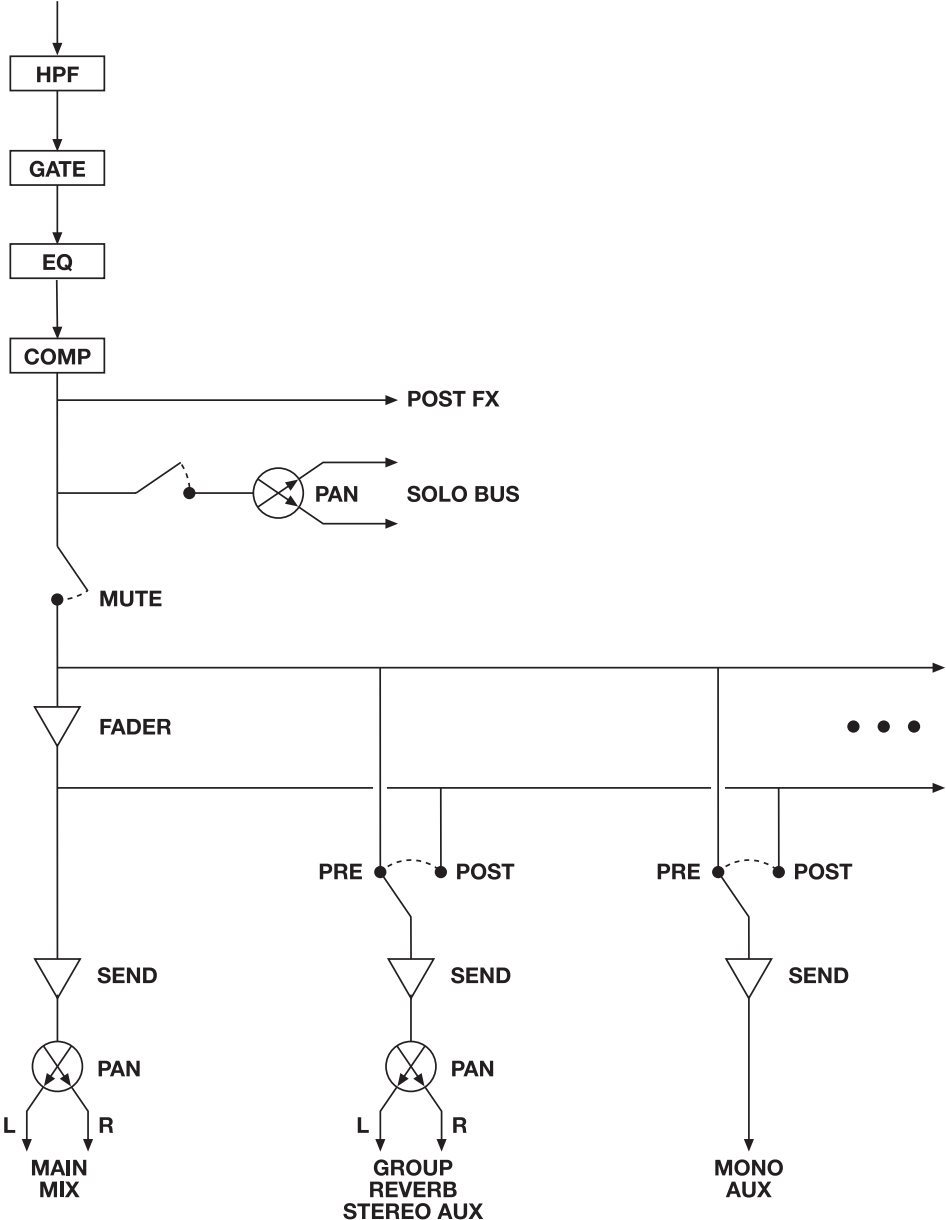 HPF
GATE
EQ
COMP
POST FX
PAN
SOLO BUS
MUTE
FADER
PRE
POST
PRE
POST
SEND
SEND
SEND
PAN
PAN
L
R
L
R
MAIN
MIX
GROUP
REVERB
STEREO AUX
MONO
AUX